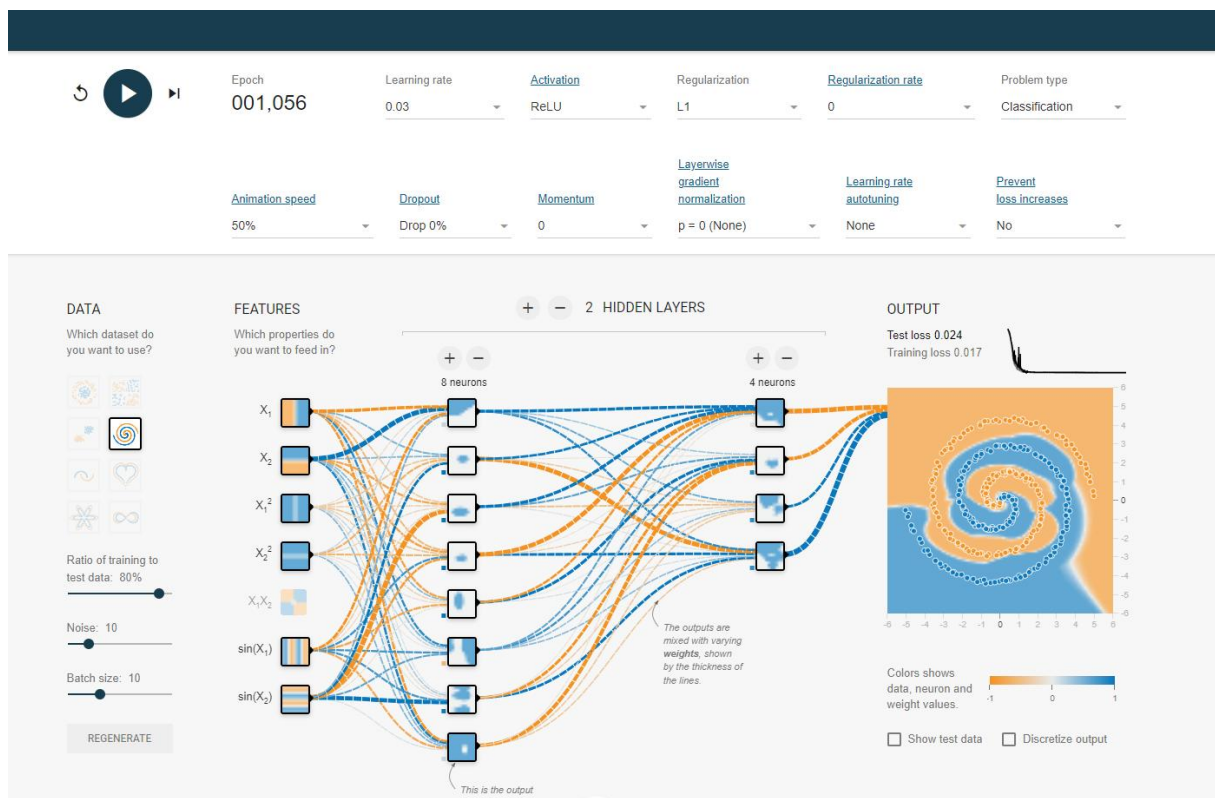 Epoch
001,056
Learning rate
0.03
Activation
ReLU
Regularization
L1
Regularization rate
0
Problem type
Classification
Animation speed
50%
Dropout
Drop 0%
Momentum
0
Layerwise
gradient
normalization
p = 0 (None)
Learning rate
autotuning
None
Prevent
loss increases
No
DATA
Which dataset do
you want to use?
Ratio of training to
test data: 80%
Noise: 10
Batch size: 10
REGENERATE
FEATURES
Which properties do
you want to feed in?
X₁
X₂
X₁²
X₂²
X₁X₂
sin(X₁)
sin(X₂)
+ − 2 HIDDEN LAYERS
+ −
8 neurons
+ −
4 neurons
This is the output
The outputs are
mixed with varying
weights, shown
by the thickness of
the lines.
OUTPUT
Test loss 0.024
Training loss 0.017
6
5
4
3
2
1
0
-1
-2
-3
-4
-5
-6
-6 -5 -4 -3 -2 -1 0 1 2 3 4 5 6
Colors shows
data, neuron and
weight values.
-1 0 1
Show test data
Discretize output